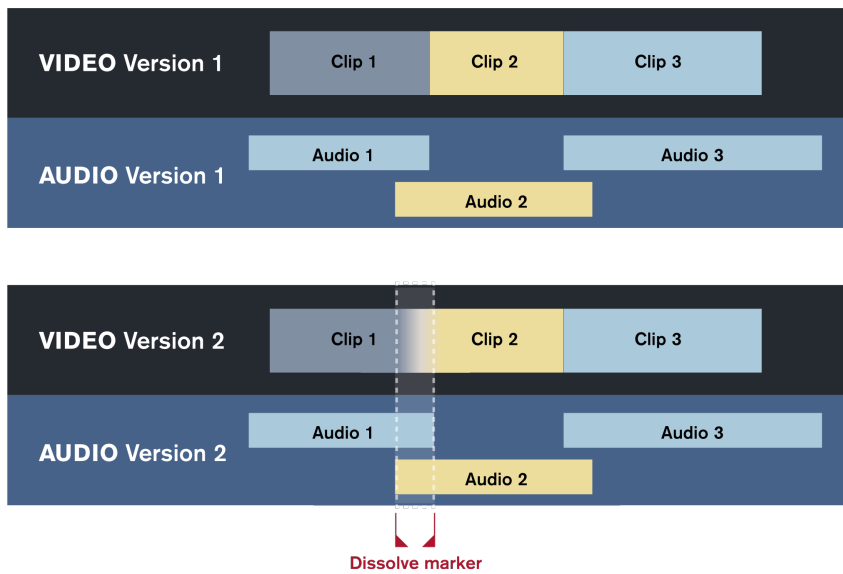 VIDEO Version 1
Clip 1
Clip 2
Clip 3
AUDIO Version 1
Audio 1
Audio 3
Audio 2
VIDEO Version 2
Clip 1
Clip 2
Clip 3
AUDIO Version 2
Audio 1
Audio 3
Audio 2
Dissolve marker